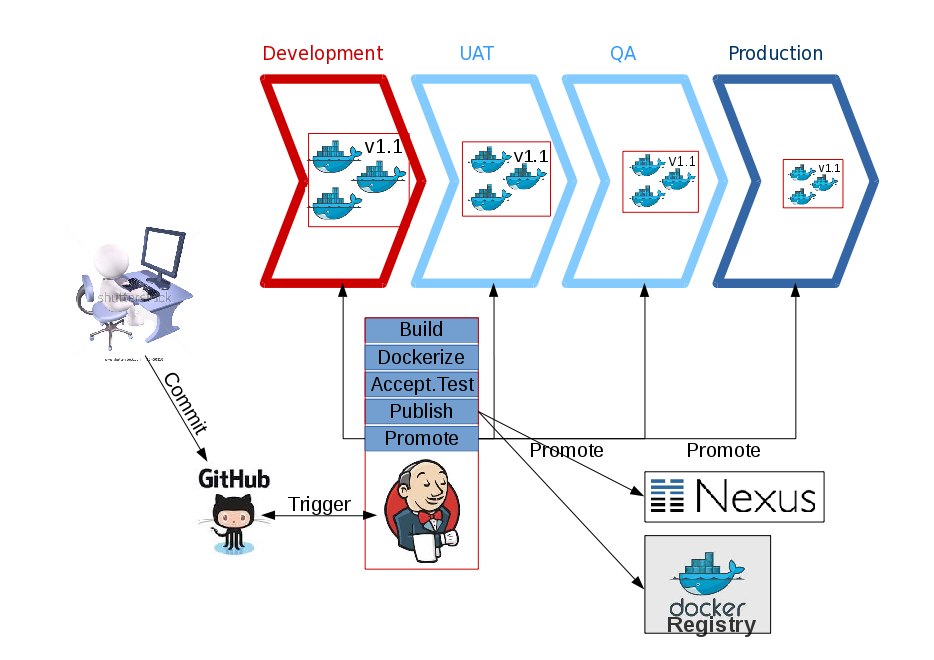 Development
UAT
QA
Production
v1.1
v1.1
v1.1
v1.1
shutterstock
Build
Dockerize
Accept.Test
Publish
Promote
Commit
Promote
Promote
GitHub
Trigger
Nexus
docker
Registry